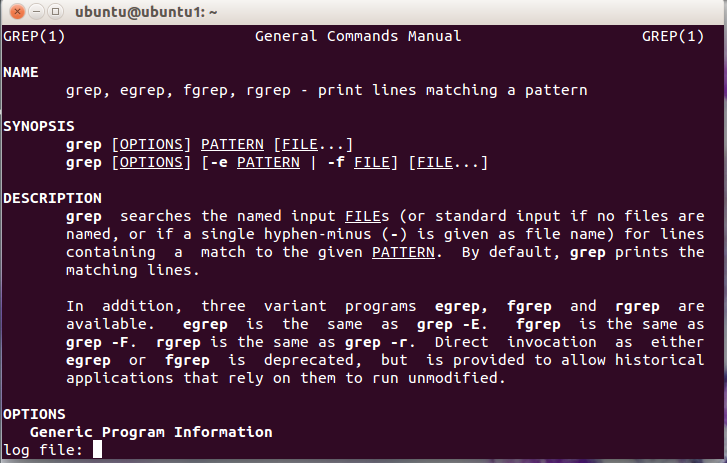 ubuntu@ubuntu1: ~
GREP(1) General Commands Manual GREP(1)
NAME
grep, egrep, fgrep, rgrep - print lines matching a pattern
SYNOPSIS
grep [OPTIONS] PATTERN [FILE...]
grep [OPTIONS] [-e PATTERN | -f FILE] [FILE...]
DESCRIPTION
grep searches the named input FILEs (or standard input if no files are
named, or if a single hyphen-minus (-) is given as file name) for lines
containing a match to the given PATTERN. By default, grep prints the
matching lines.
In addition, three variant programs egrep, fgrep and rgrep are
available. egrep is the same as grep -E. fgrep is the same as
grep -F. rgrep is the same as grep -r. Direct invocation as either
egrep or fgrep is deprecated, but is provided to allow historical
applications that rely on them to run unmodified.
OPTIONS
Generic Program Information
log file: